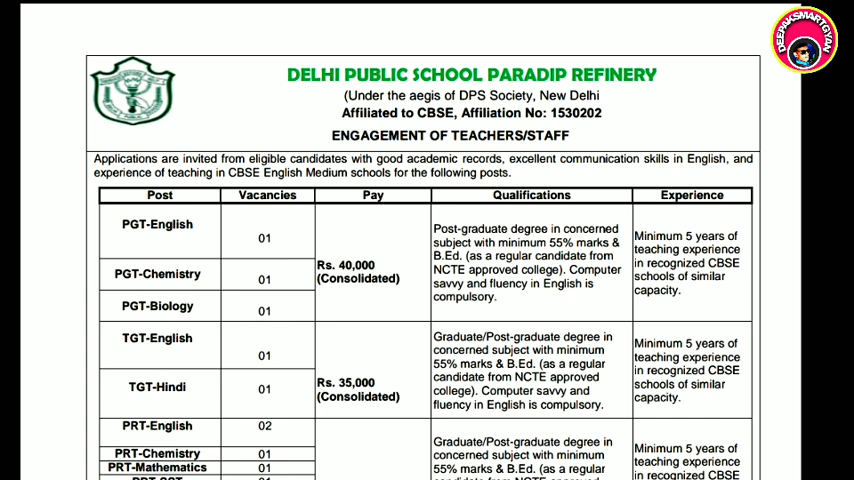 DEEPAKSMARTGYAN
DELHI PUBLIC SCHOOL PARADIP REFINERY
(Under the aegis of DPS Society, New Delhi
Affiliated to CBSE, Affiliation No: 1530202
ENGAGEMENT OF TEACHERS/STAFF
Applications are invited from eligible candidates with good academic records, excellent communication skills in English, and
experience of teaching in CBSE English Medium schools for the following posts.
Post Vacancies Pay Qualifications Experience
PGT-English
01
PGT-Chemistry
01
PGT-Biology
01
Rs. 40,000
(Consolidated)
Post-graduate degree in concerned
subject with minimum 55% marks &
B.Ed. (as a regular candidate from
NCTE approved college). Computer
savvy and fluency in English is
compulsory.
Minimum 5 years of
teaching experience
in recognized CBSE
schools of similar
capacity.
TGT-English
01
TGT-Hindi
01
Rs. 35,000
(Consolidated)
Graduate/Post-graduate degree in
concerned subject with minimum
55% marks & B.Ed. (as a regular
candidate from NCTE approved
college). Computer savvy and
fluency in English is compulsory.
Minimum 5 years of
teaching experience
in recognized CBSE
schools of similar
capacity.
PRT-English 02
PRT-Chemistry 01
PRT-Mathematics 01
Graduate/Post-graduate degree in
concerned subject with minimum
55% marks & B.Ed. (as a regular
Minimum 5 years of
teaching experience
in recognized CBSE